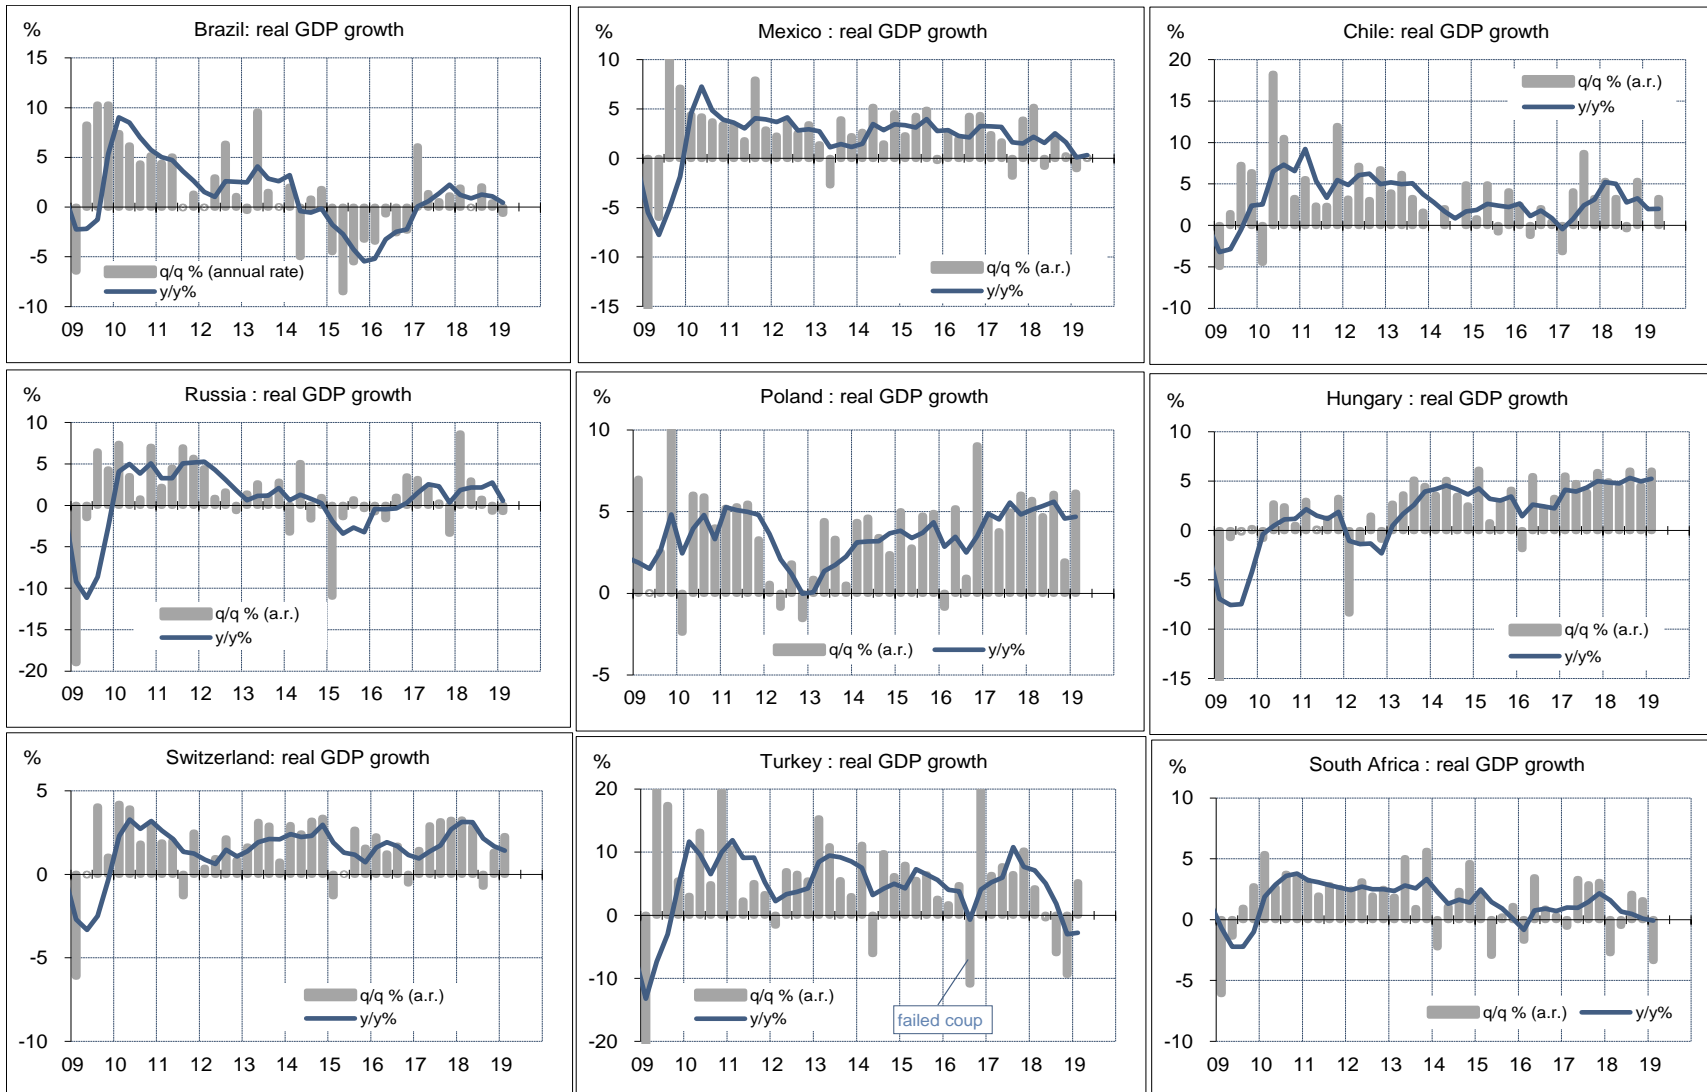 % Brazil: real GDP growth
15
10
5
0
-5
-10
q/q % (annual rate)
y/y%
09 10 11 12 13 14 15 16 17 18 19
% Mexico : real GDP growth
10
5
0
-5
-10
-15
q/q % (a.r.)
y/y%
09 10 11 12 13 14 15 16 17 18 19
% Chile: real GDP growth
20
15
10
5
0
-5
-10
q/q % (a.r.)
y/y%
09 10 11 12 13 14 15 16 17 18 19
% Russia : real GDP growth
10
5
0
-5
-10
-15
-20
q/q % (a.r.)
y/y%
09 10 11 12 13 14 15 16 17 18 19
% Poland : real GDP growth
10
5
0
-5
q/q % (a.r.) y/y%
09 10 11 12 13 14 15 16 17 18 19
% Hungary : real GDP growth
10
5
0
-5
-10
-15
q/q % (a.r.)
y/y%
09 10 11 12 13 14 15 16 17 18 19
% Switzerland: real GDP growth
5
0
-5
-10
q/q % (a.r.)
y/y%
09 10 11 12 13 14 15 16 17 18 19
% Turkey : real GDP growth
20
10
0
-10
-20
q/q % (a.r.)
y/y%
failed coup
09 10 11 12 13 14 15 16 17 18 19
% South Africa : real GDP growth
10
5
0
-5
-10
q/q % (a.r.) y/y%
09 10 11 12 13 14 15 16 17 18 19